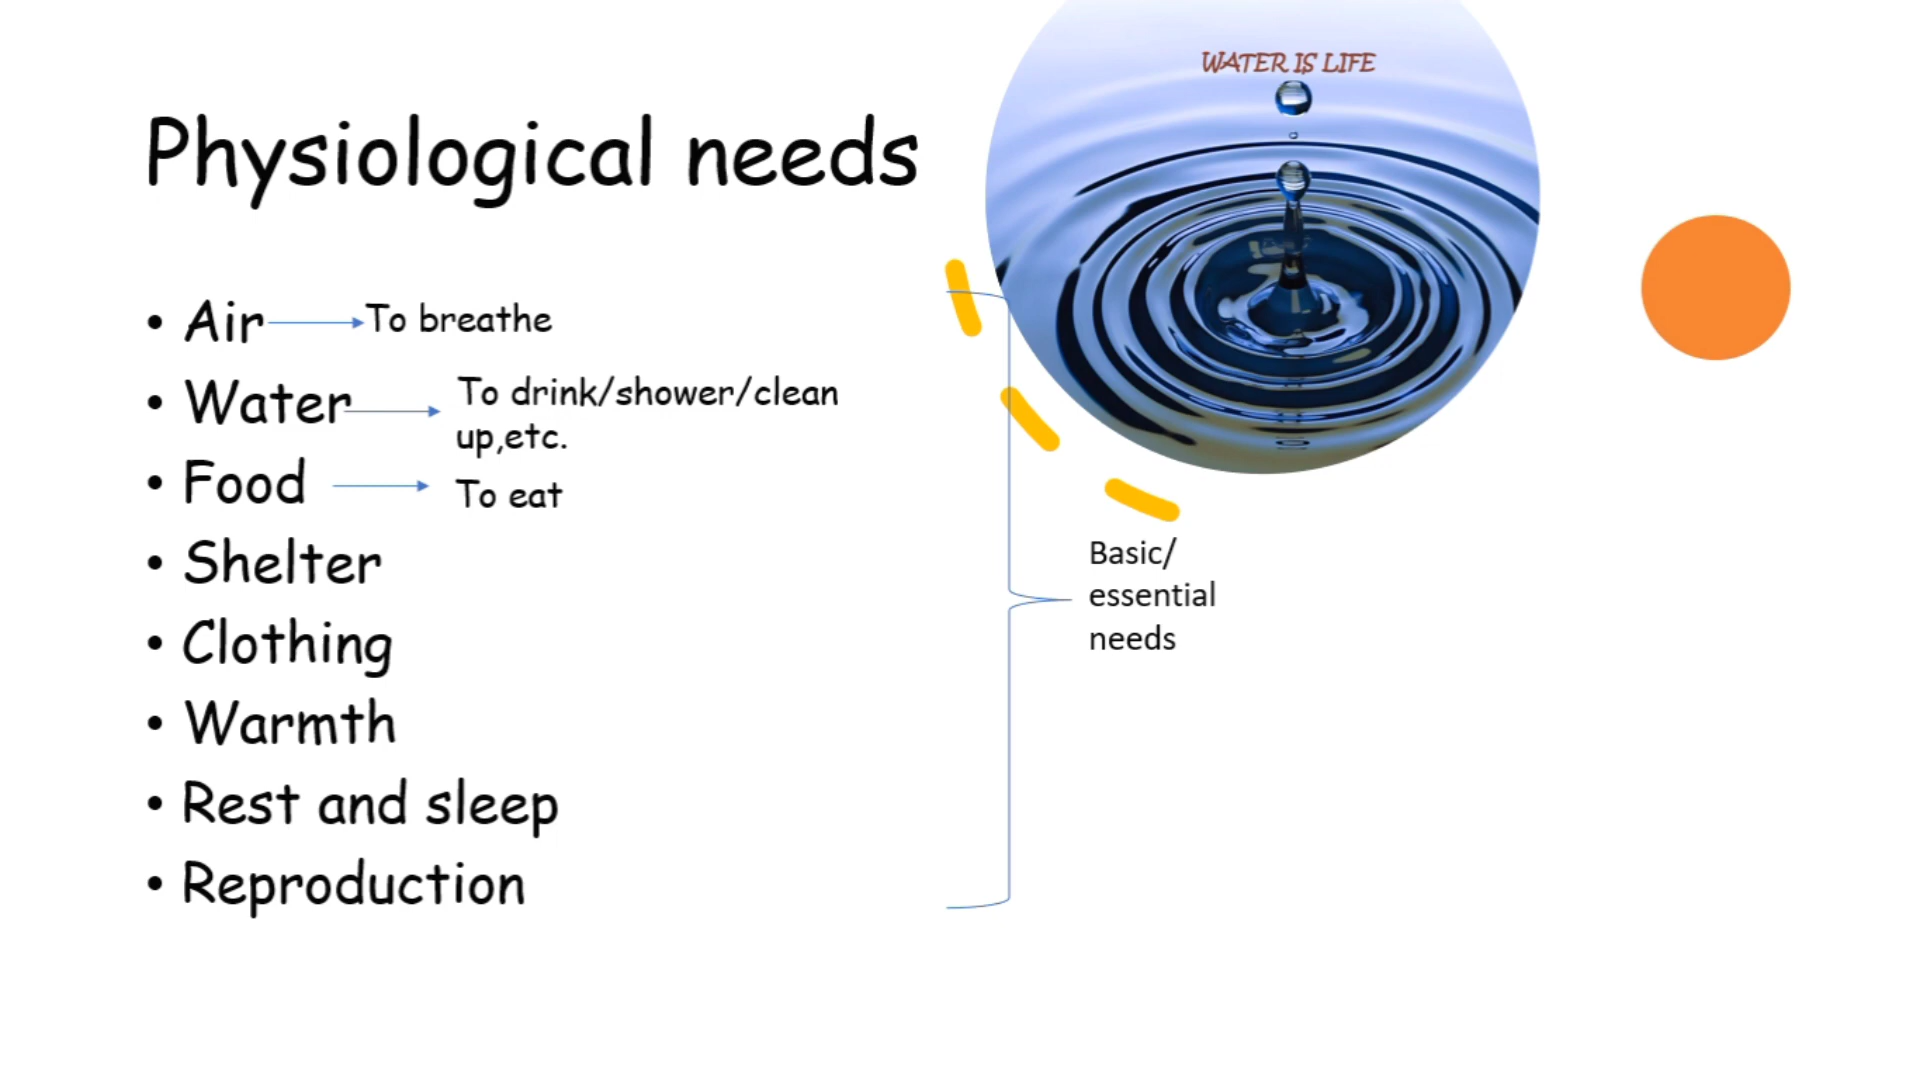 WATER IS LIFE
Physiological needs
• Air To breathe
• Water To drink/shower/clean
up,etc.
• Food To eat
• Shelter
• Clothing
• Warmth
• Rest and sleep
• Reproduction
Basic/
essential
needs